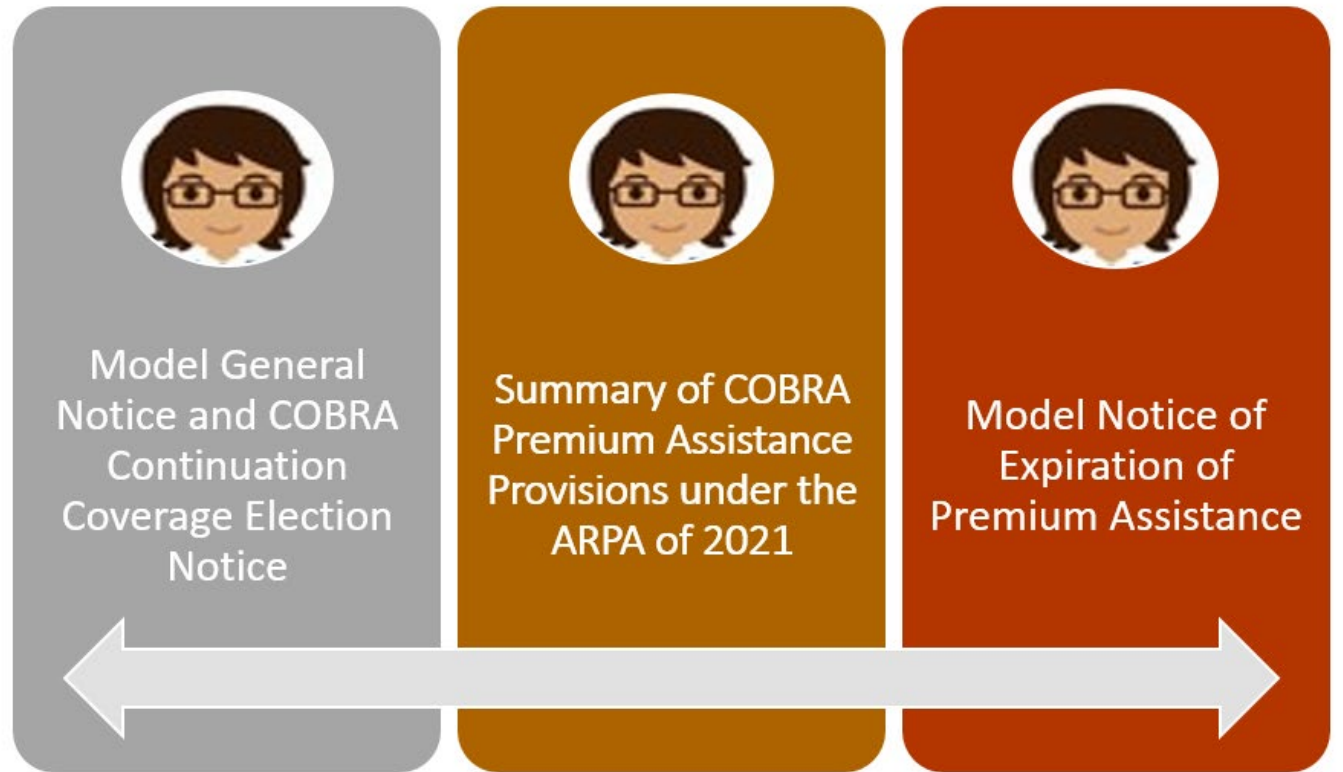 Model General
Notice and COBRA
Continuation
Coverage Election
Notice
Summary of COBRA
Premium Assistance
Provisions under the
ARPA of 2021
Model Notice of
Expiration of
Premium Assistance